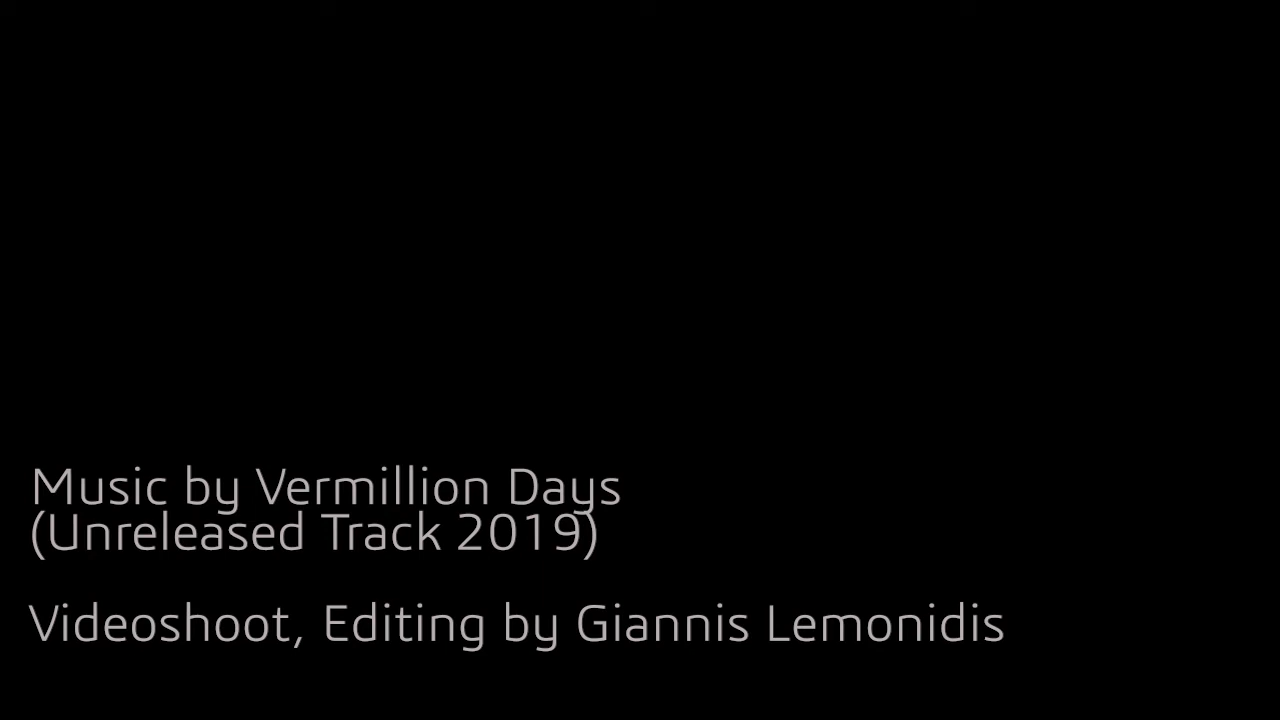 Music by Vermillion Days
(Unreleased Track 2019)
Videoshoot, Editing by Giannis Lemonidis